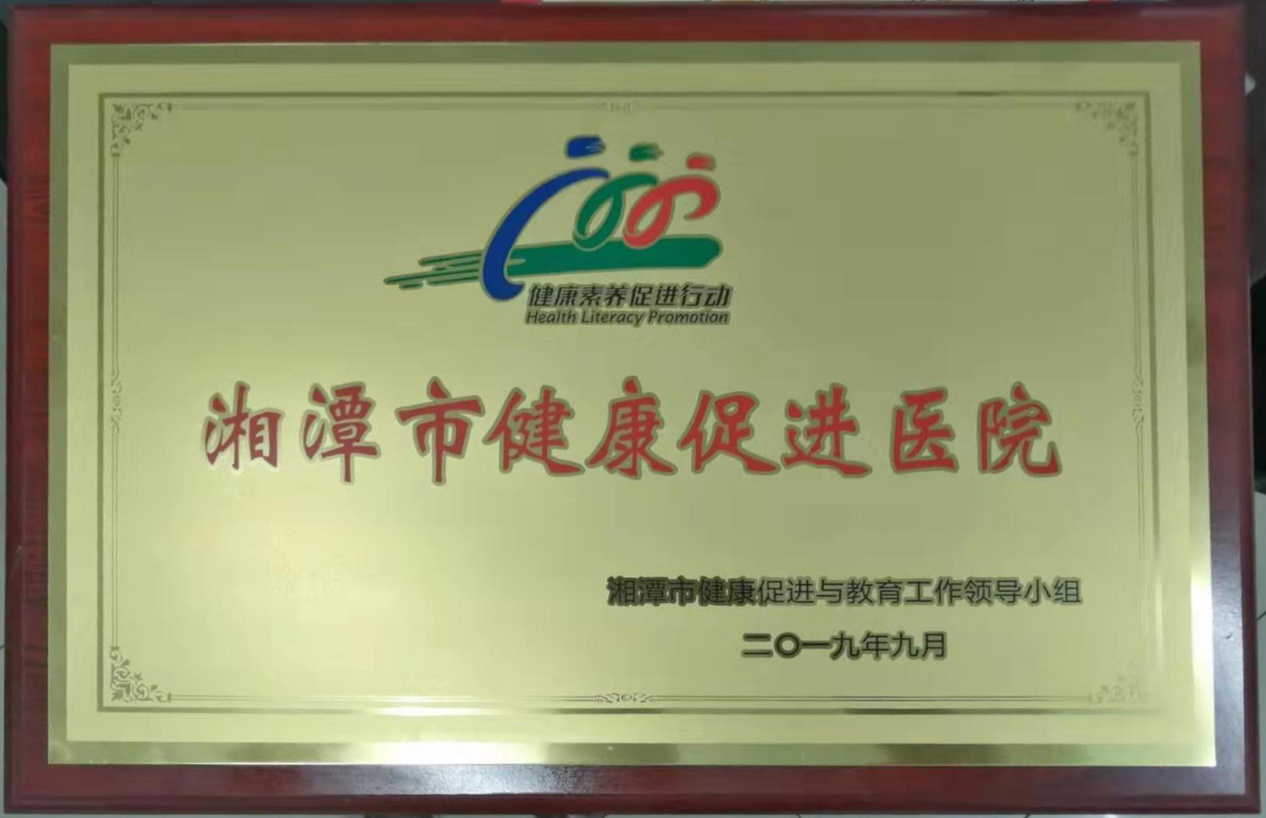 健康素养促进行动
Health Literacy Promotion
湘潭市健康促进医院
湘潭市健康促进与教育工作领导小组
二〇一九年九月